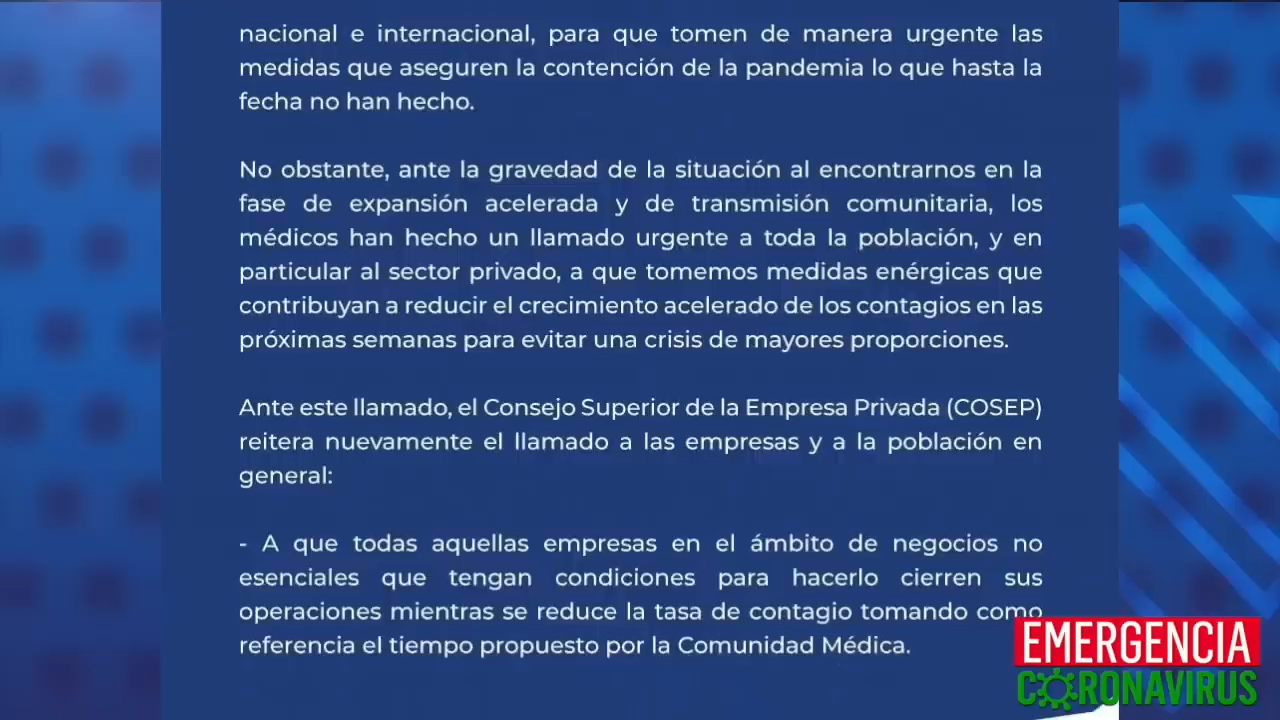 nacional e internacional, para que tomen de manera urgente las
medidas que aseguren la contención de la pandemia lo que hasta la
fecha no han hecho.
No obstante, ante la gravedad de la situación al encontrarnos en la
fase de expansión acelerada y de transmisión comunitaria, los
médicos han hecho un llamado urgente a toda la población, y en
particular al sector privado, a que tomemos medidas enérgicas que
contribuyan a reducir el crecimiento acelerado de los contagios en las
próximas semanas para evitar una crisis de mayores proporciones.
Ante este llamado, el Consejo Superior de la Empresa Privada (COSEP)
reitera nuevamente el llamado a las empresas y a la población en
general:
- A que todas aquellas empresas en el ámbito de negocios no
esenciales que tengan condiciones para hacerlo cierren sus
operaciones mientras se reduce la tasa de contagio tomando como
referencia el tiempo propuesto por la Comunidad Médica.
EMERGENCIA
CORONAVIRUS